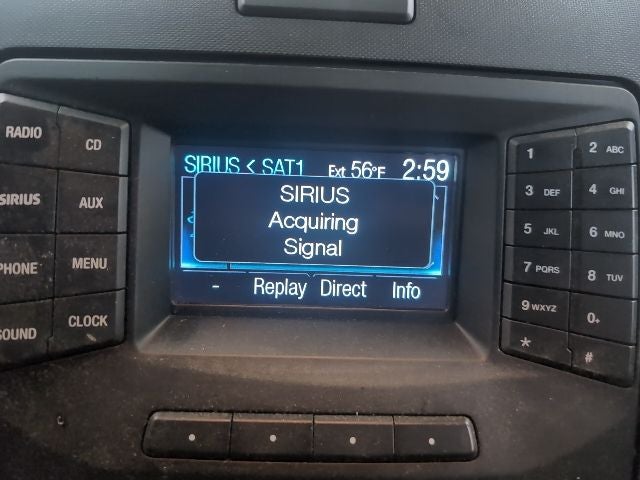 RADIO
CD
SIRIUS
AUX
PHONE
MENU
SOUND
CLOCK
SIRIUS < SAT1 Ext 56°F 2:59
SIRIUS
Acquiring
Signal
- Replay Direct Info
1
2 ABC
3 DEF
4 GHI
5 JKL
6 MNO
7 PQRS
8 TUV
9 WXYZ
0+
*
#